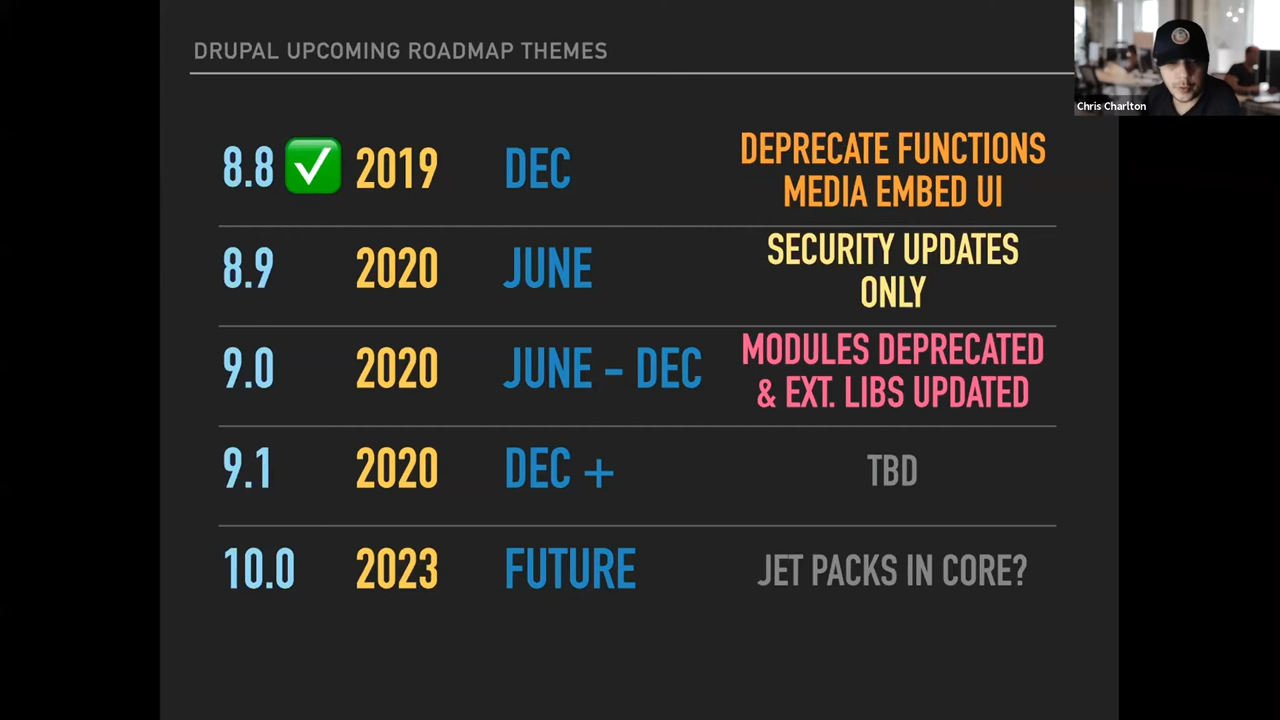 DRUPAL UPCOMING ROADMAP THEMES
Chris Charlton
8.8 ✅ 2019 DEC DEPRECATE FUNCTIONS
MEDIA EMBED UI
8.9 2020 JUNE SECURITY UPDATES
ONLY
9.0 2020 JUNE – DEC MODULES DEPRECATED
& EXT. LIBS UPDATED
9.1 2020 DEC + TBD
10.0 2023 FUTURE JET PACKS IN CORE?